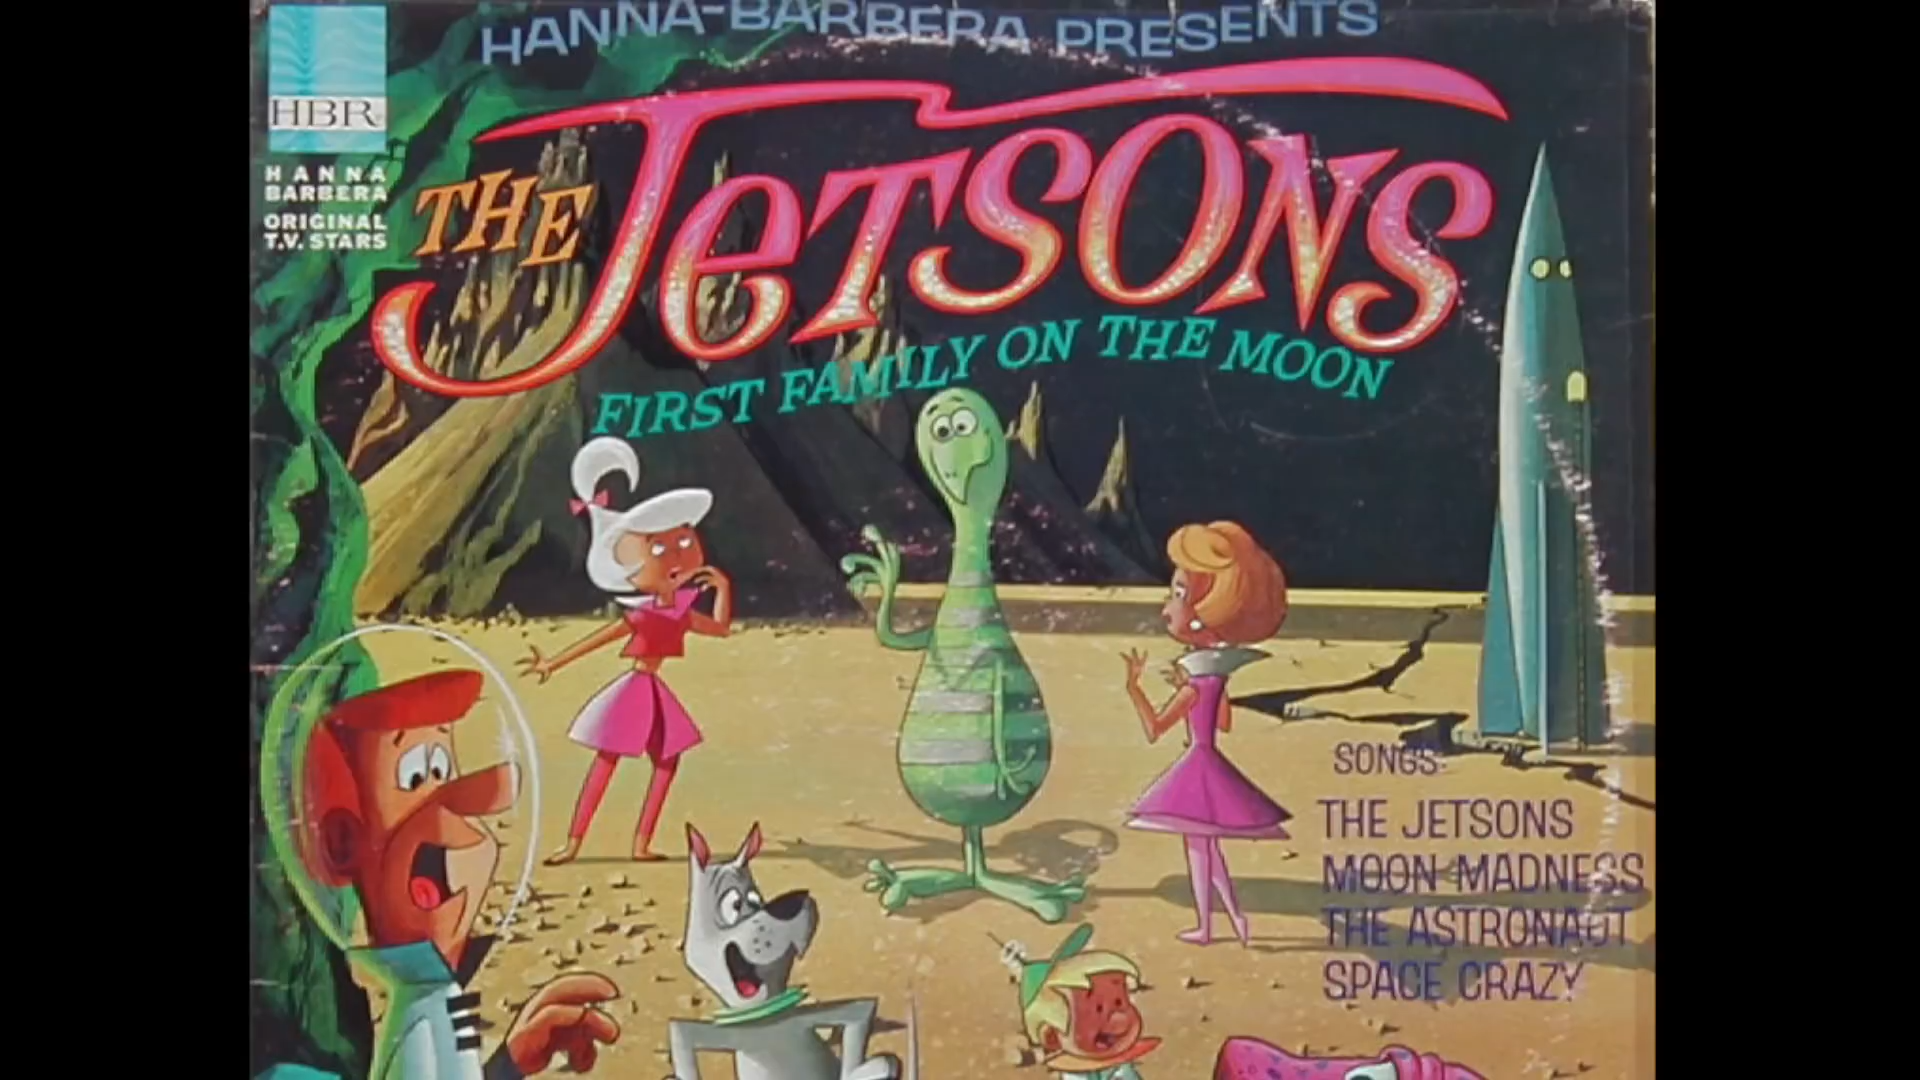 HANNA-BARBERA PRESENTS
HBR
HANNA
BARBERA
ORIGINAL
T.V. STARS
THE JETSONS
FIRST FAMILY ON THE MOON
SONGS:
THE JETSONS
MOON MADNESS
THE ASTRONAUT
SPACE CRAZY